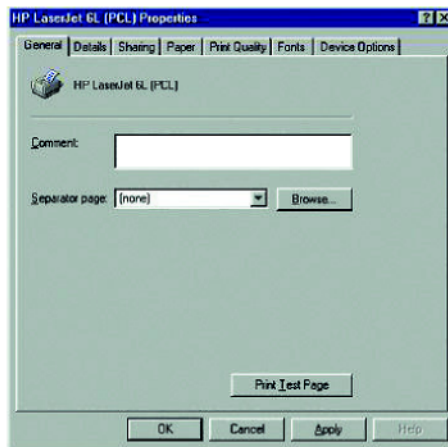 HP LaserJet 6L (PCL) Properties
General Details Sharing Paper Print Quality Fonts Device Options
HP LaserJet 6L (PCL)
Comment:
Separator page: (none) Browse...
Print Test Page
OK Cancel Apply Help